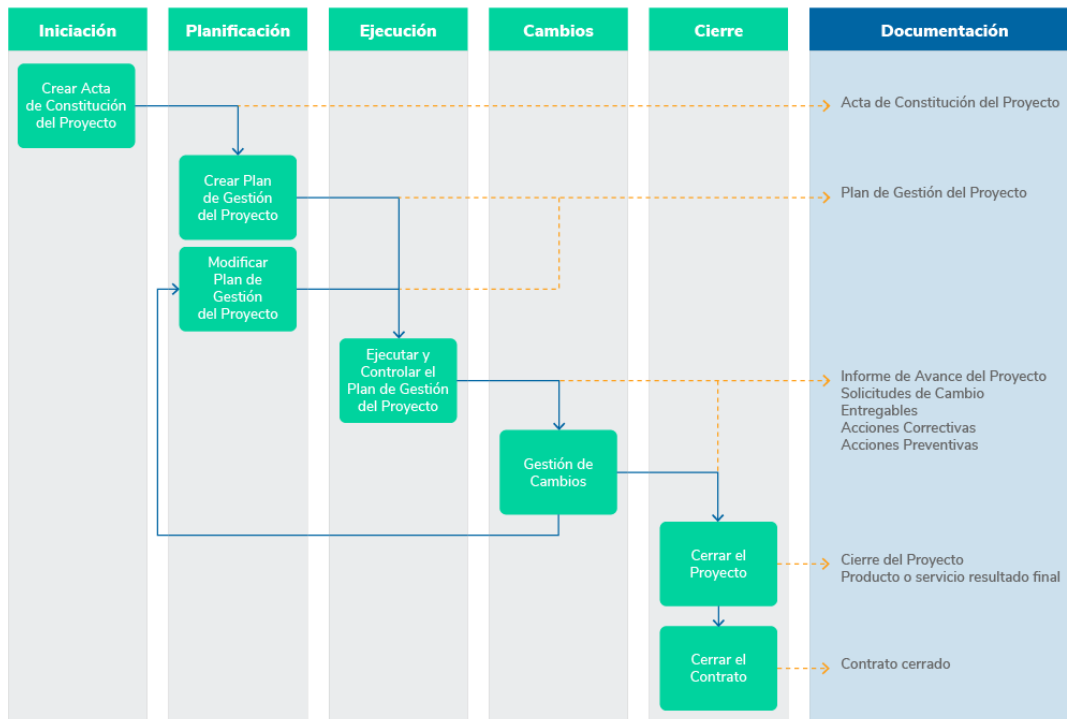 Iniciación
Planificación
Ejecución
Cambios
Cierre
Documentación
Crear Acta
de Constitución
del Proyecto
Acta de Constitución del Proyecto
Crear Plan
de Gestión
del Proyecto
Plan de Gestión del Proyecto
Modificar
Plan de
Gestión
del Proyecto
Ejecutar y
Controlar el
Plan de Gestión
del Proyecto
Informe de Avance del Proyecto
Solicitudes de Cambio
Entregables
Acciones Correctivas
Acciones Preventivas
Gestión de
Cambios
Cerrar el
Proyecto
Cierre del Proyecto
Producto o servicio resultado final
Cerrar el
Contrato
Contrato cerrado